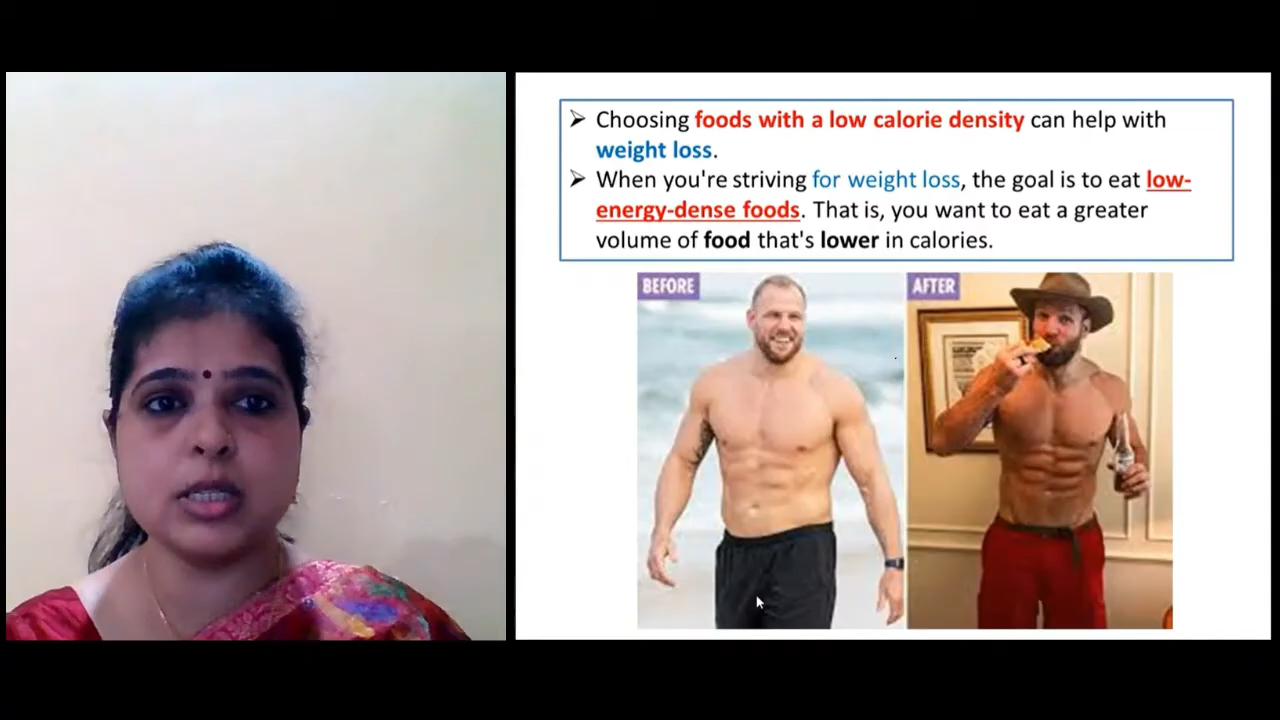 Choosing foods with a low calorie density can help with
weight loss.
When you're striving for weight loss, the goal is to eat low-
energy-dense foods. That is, you want to eat a greater
volume of food that's lower in calories.
BEFORE
AFTER